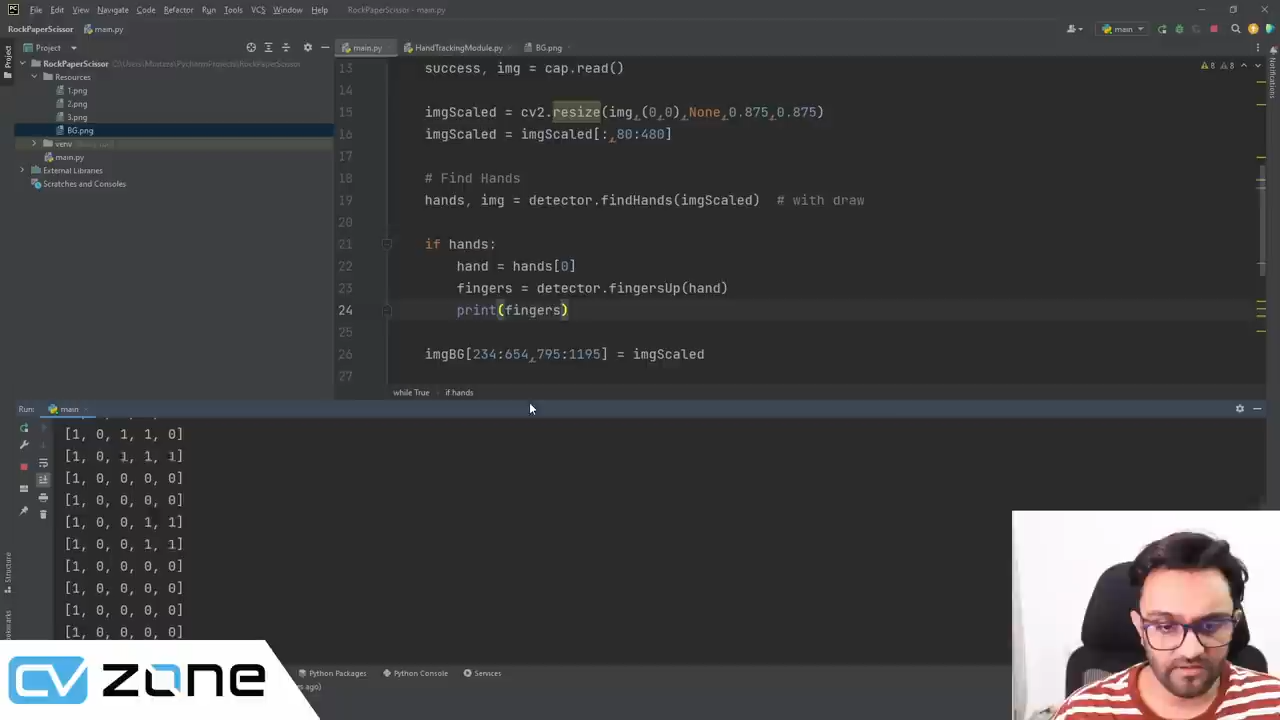 File Edit View Navigate Code Refactor Run Tools VCS Window Help RockPaperScissor - main.py
RockPaperScissor main.py main
Project main.py HandTrackingModule.py BG.png
Project
Notifications
RockPaperScissor C:\Users\Murtaza\PycharmProjects\RockPaperScissor
Resources
1.png
2.png
3.png
BG.png
venv
main.py
External Libraries
Scratches and Consoles
8 8
13 success, img = cap.read()
14
15 imgScaled = cv2.resize(img,(0,0),None,0.875,0.875)
16 imgScaled = imgScaled[:,80:480]
17
18 # Find Hands
19 hands, img = detector.findHands(imgScaled)  # with draw
20
21 if hands:
22 hand = hands[0]
23 fingers = detector.fingersUp(hand)
24 print(fingers)
25
26 imgBG[234:654,795:1195] = imgScaled
27
while True if hands
Run: main
[1, 0, 1, 1, 0]
[1, 0, 1, 1, 1]
[1, 0, 0, 0, 0]
[1, 0, 0, 0, 0]
[1, 0, 0, 1, 1]
[1, 0, 0, 1, 1]
[1, 0, 0, 0, 0]
[1, 0, 0, 0, 0]
[1, 0, 0, 0, 0]
[1, 0, 0, 0, 0]
Structure
Python Packages Python Console Services
ago)
CV ZONE